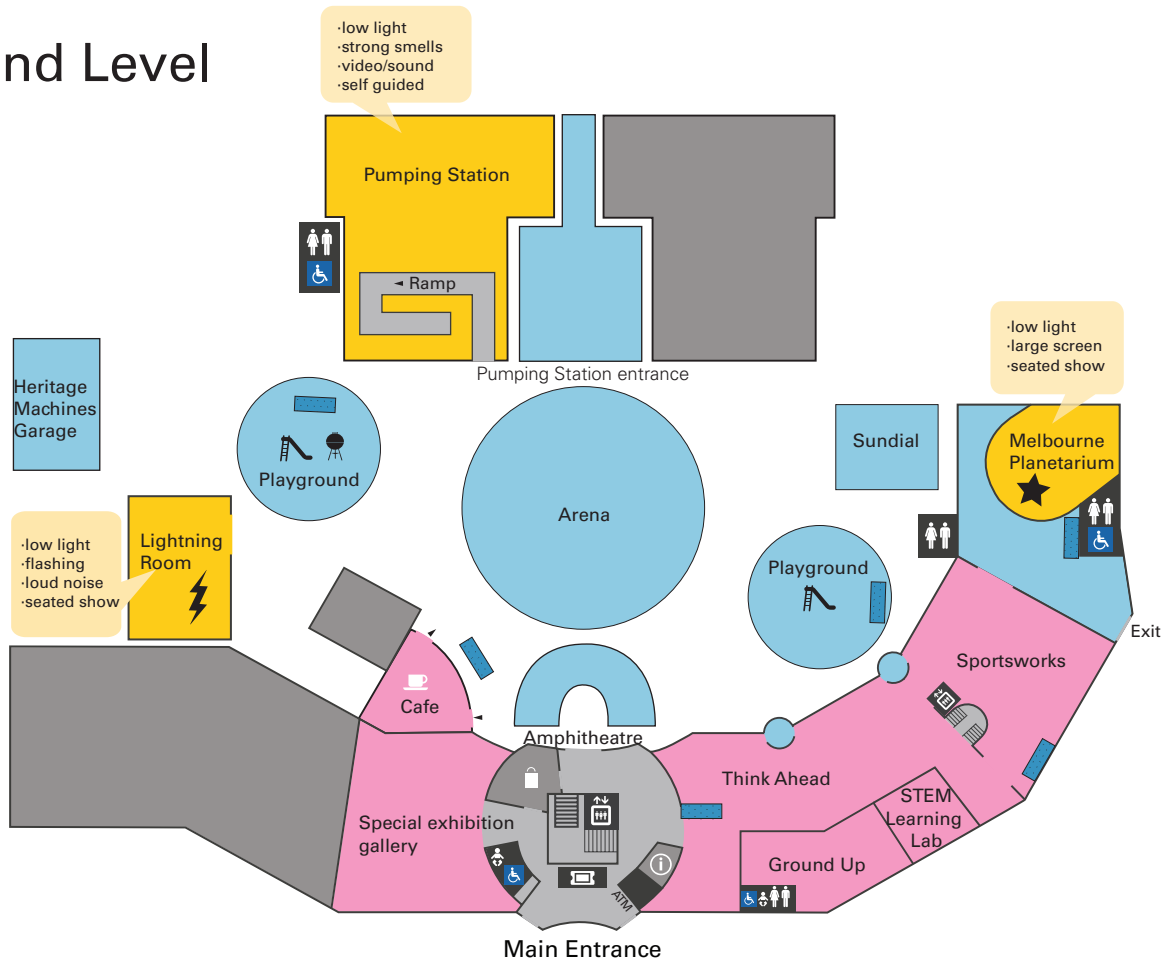 nd Level
·low light
·strong smells
·video/sound
·self guided
Pumping Station
Ramp
Pumping Station entrance
Heritage
Machines
Garage
Playground
Arena
Sundial
·low light
·large screen
·seated show
Melbourne
Planetarium
·low light
·flashing
·loud noise
·seated show
Lightning
Room
Playground
Exit
Sportsworks
Cafe
Amphitheatre
Think Ahead
Special exhibition
gallery
STEM
Learning
Lab
Ground Up
i
ATM
Main Entrance